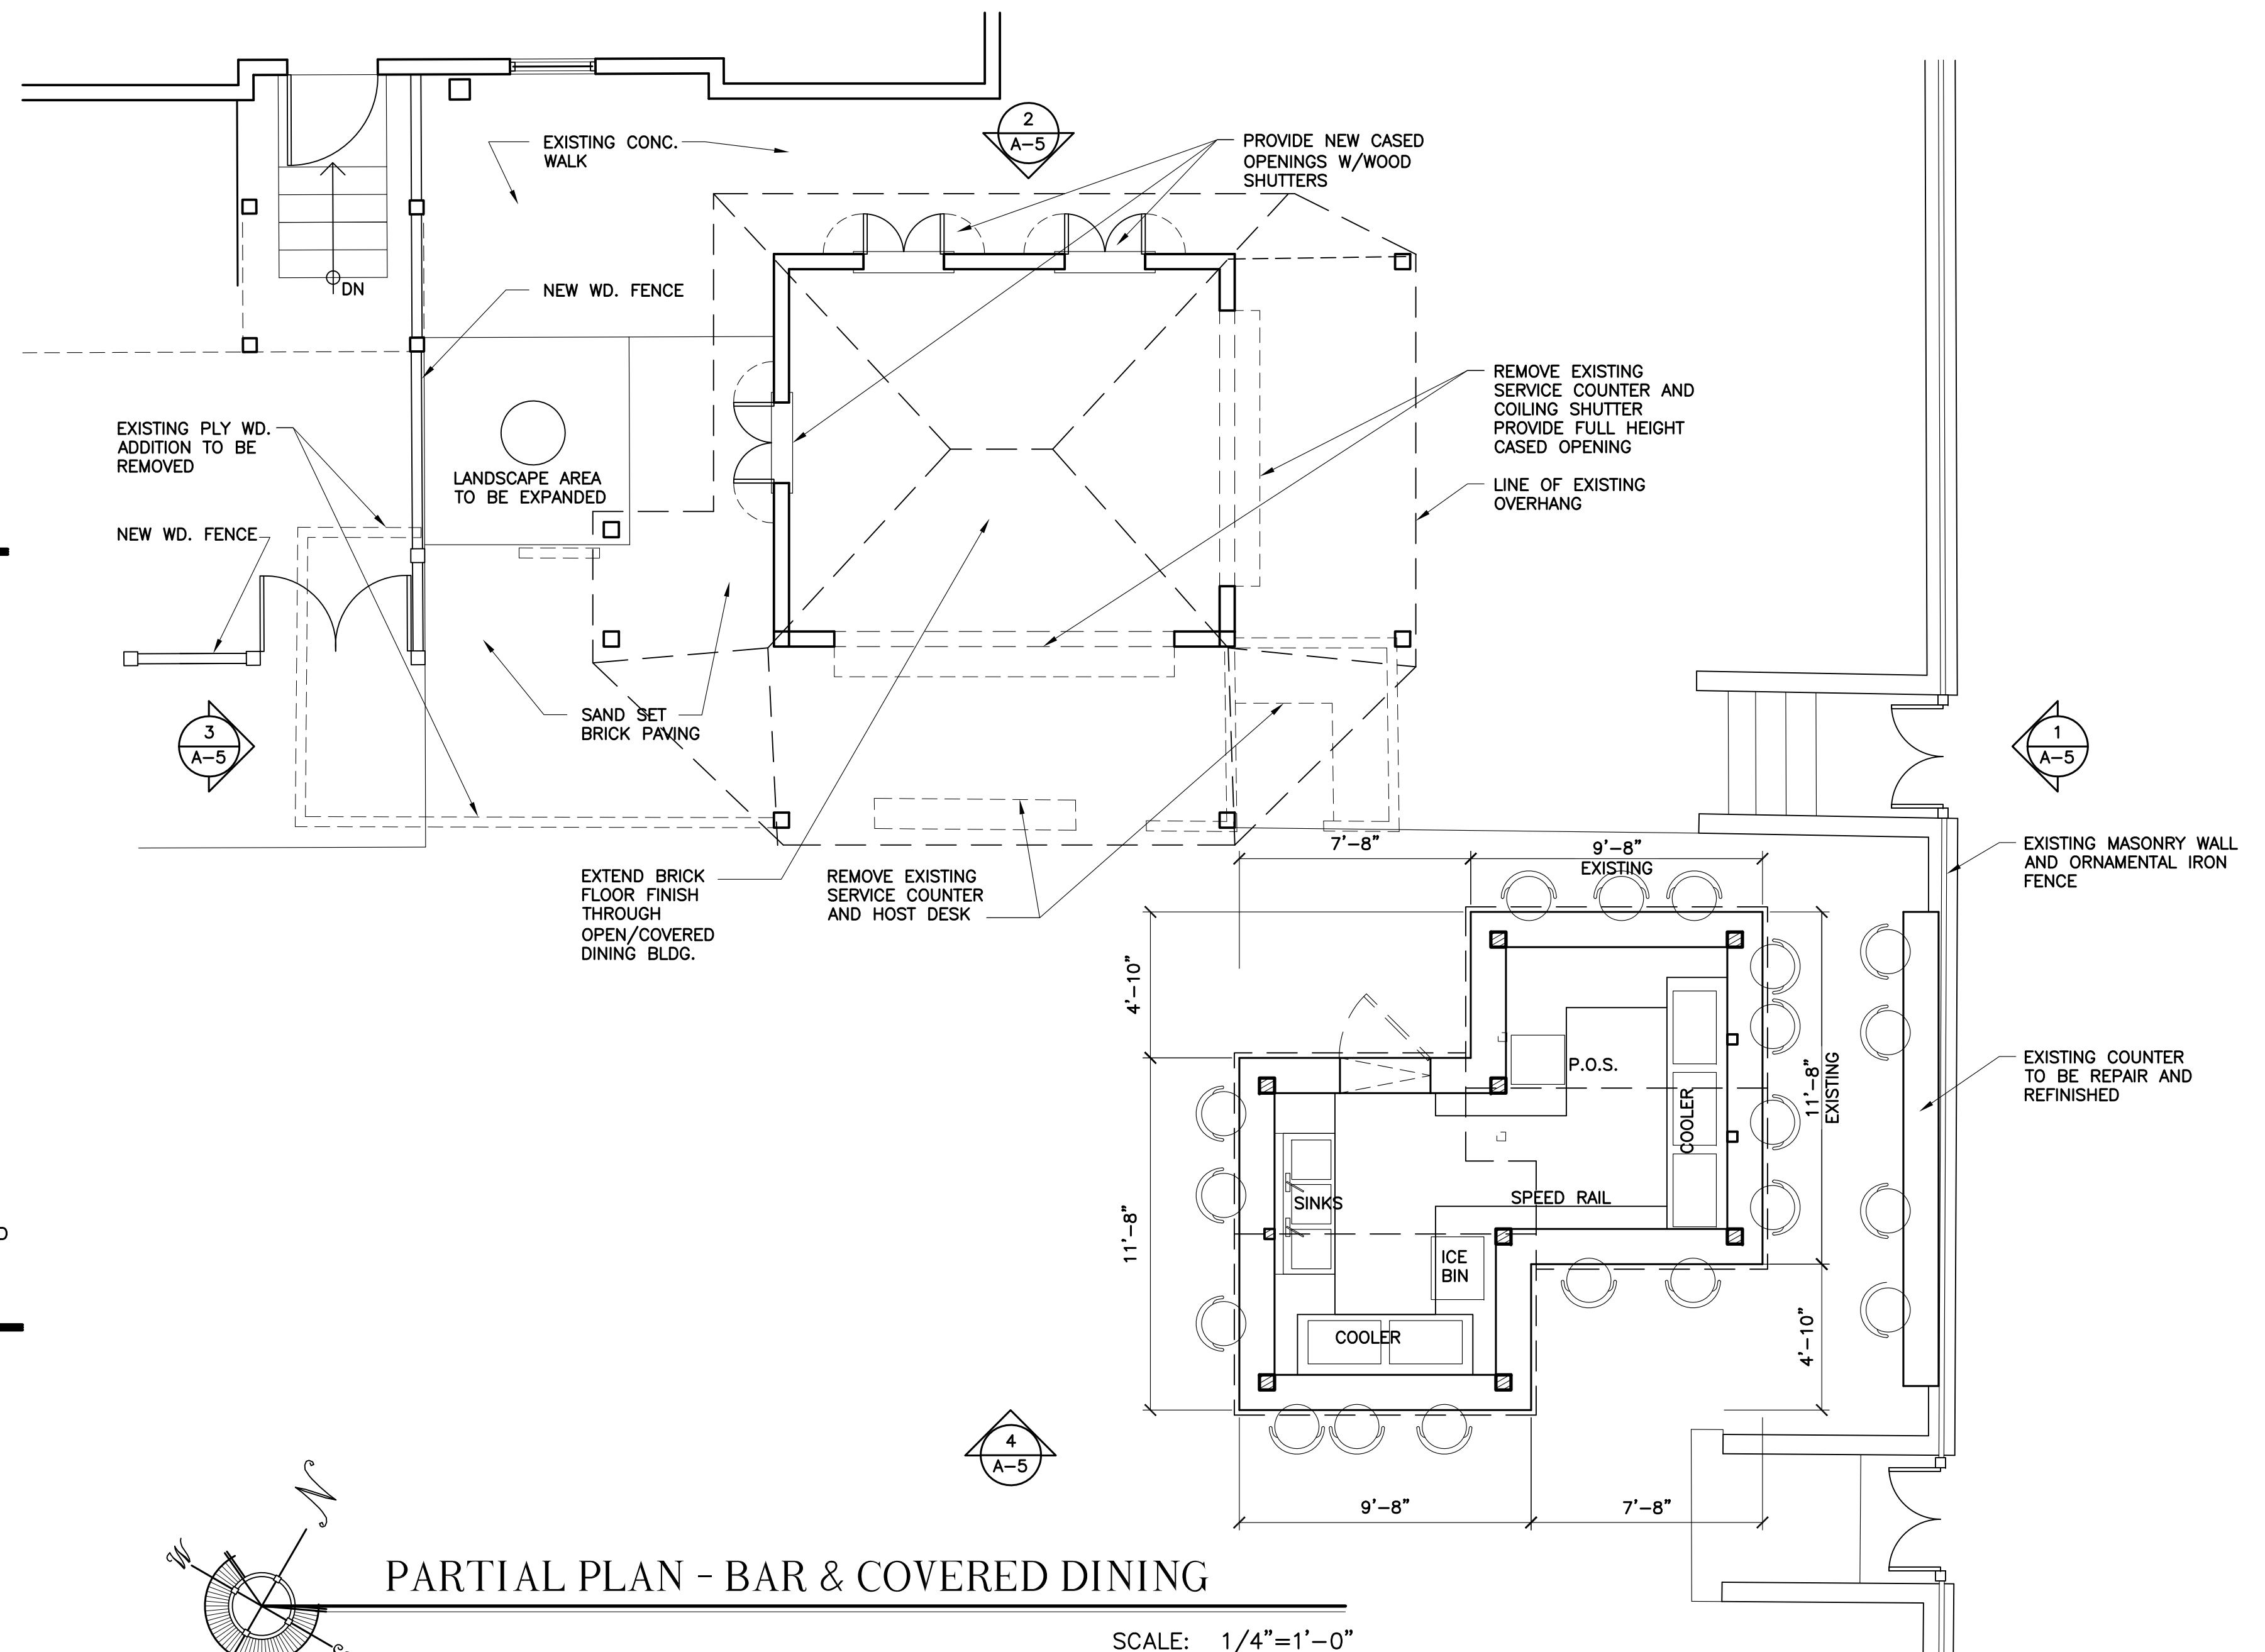 2
A-5
EXISTING CONC.
WALK
PROVIDE NEW CASED
OPENINGS W/WOOD
SHUTTERS
DN
NEW WD. FENCE
REMOVE EXISTING
SERVICE COUNTER AND
COILING SHUTTER
PROVIDE FULL HEIGHT
CASED OPENING
LINE OF EXISTING
OVERHANG
EXISTING PLY WD.
ADDITION TO BE
REMOVED
LANDSCAPE AREA
TO BE EXPANDED
NEW WD. FENCE
SAND SET
BRICK PAVING
3
A-5
1
A-5
EXTEND BRICK
FLOOR FINISH
THROUGH
OPEN/COVERED
DINING BLDG.
REMOVE EXISTING
SERVICE COUNTER
AND HOST DESK
7'-8"
9'-8"
EXISTING
EXISTING MASONRY WALL
AND ORNAMENTAL IRON
FENCE
4'-10"
P.O.S.
COOLER
11'-8"
EXISTING
EXISTING COUNTER
TO BE REPAIR AND
REFINISHED
11'-8"
SINKS
SPEED RAIL
ICE
BIN
COOLER
4'-10"
4
A-5
9'-8"
7'-8"
N
W
PARTIAL PLAN - BAR & COVERED DINING
SCALE: 1/4"=1'-0"